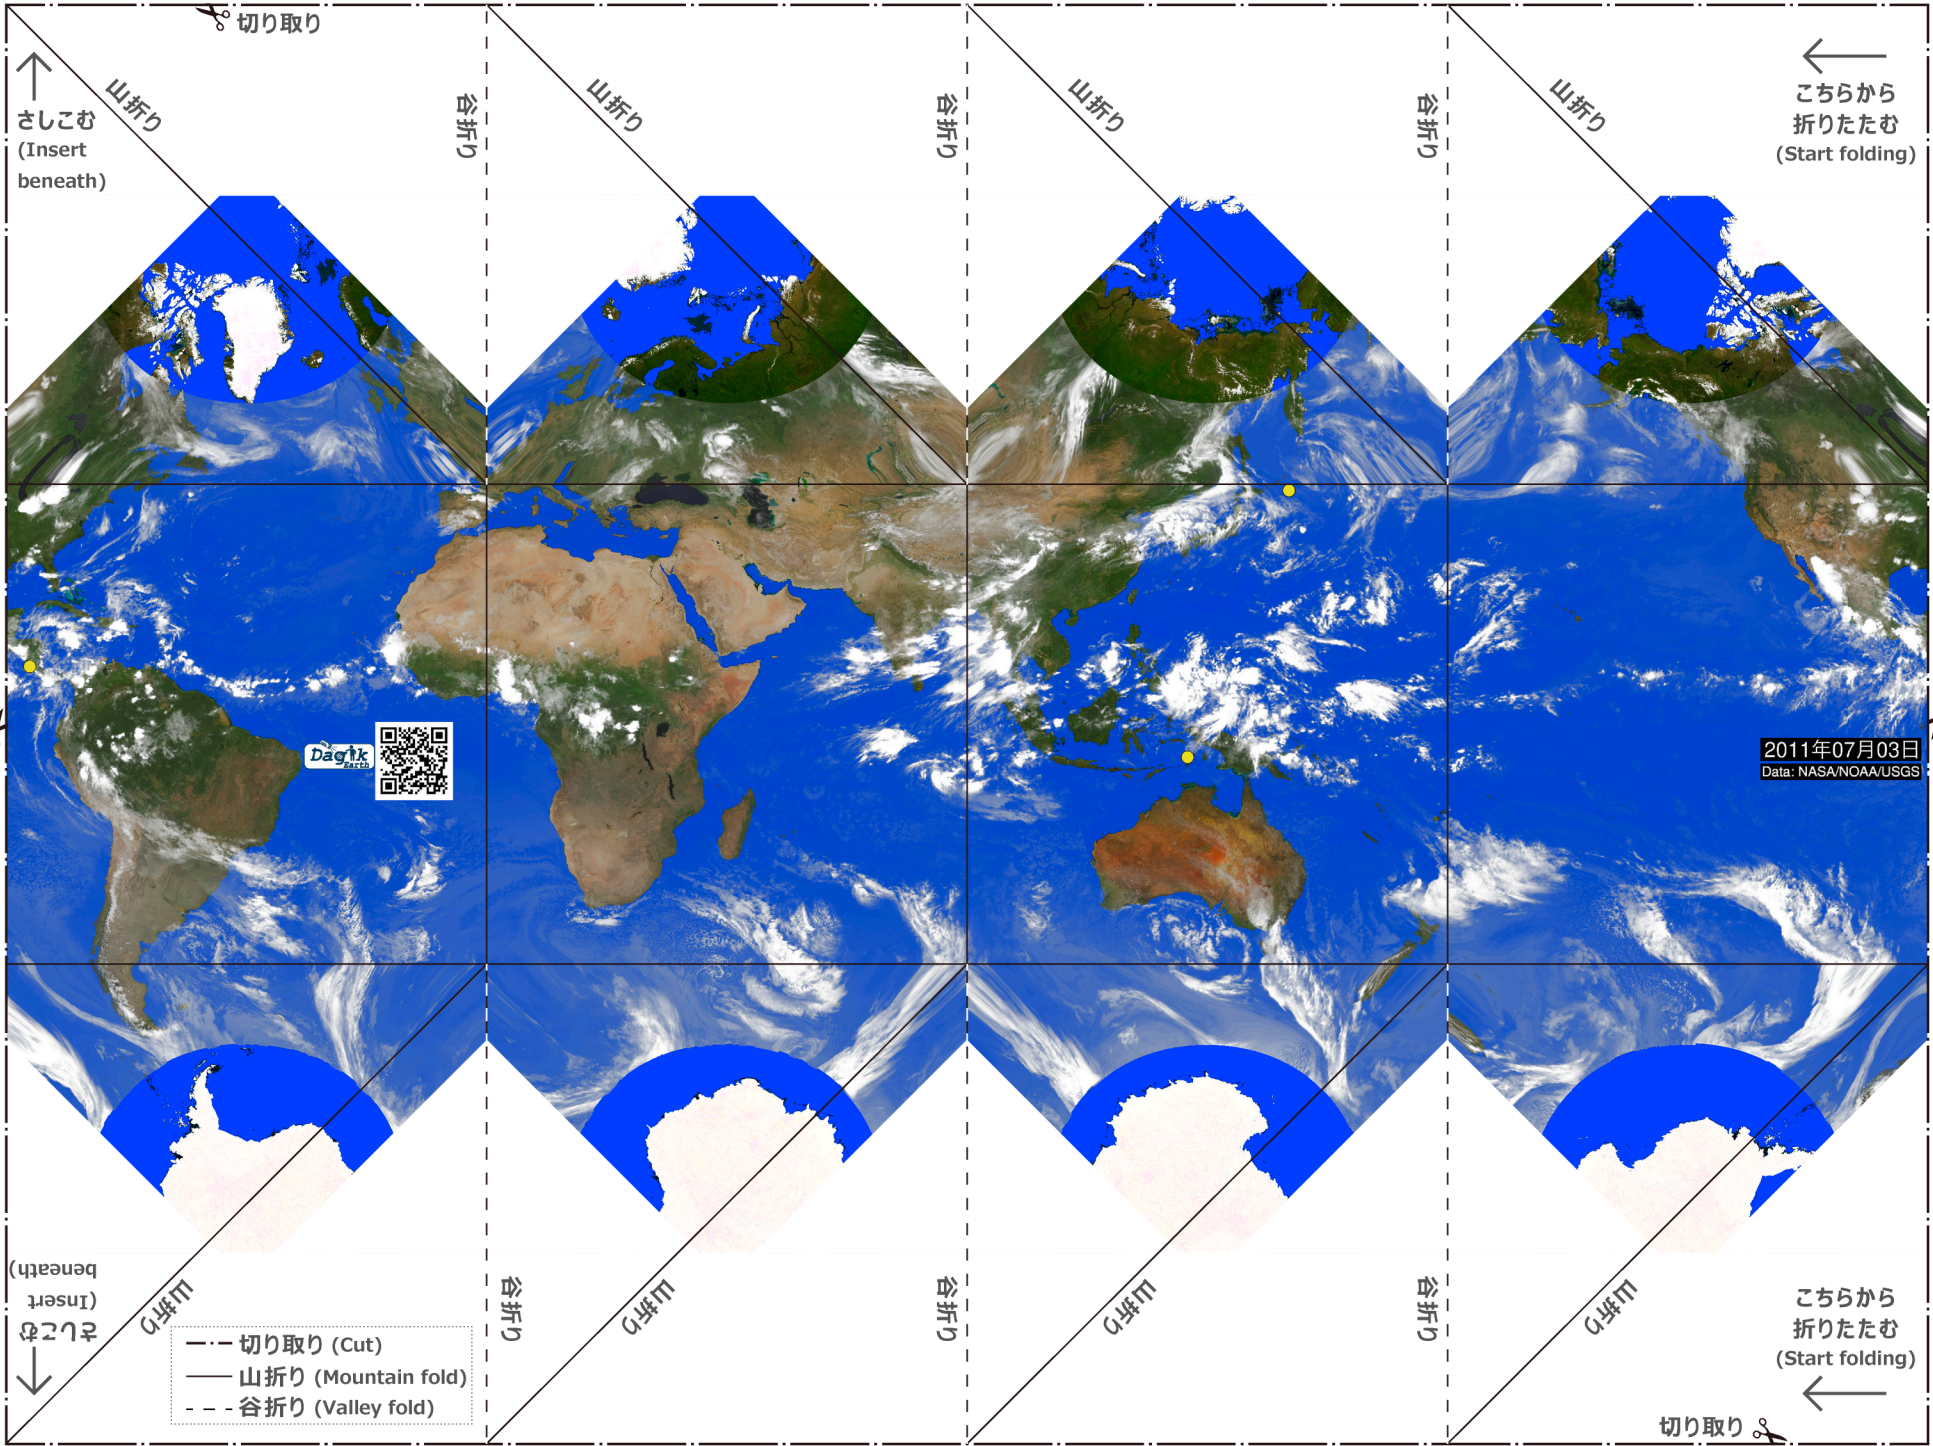 切り取り
山折り
谷折り
山折り
谷折り
山折り
谷折り
山折り
さしこむ
(Insert
beneath)
こちらから
折りたたむ
(Start folding)
Dagik
Earth
2011年07月03日
Data: NASA/NOAA/USGS
さしこむ
(Insert
beneath)
山折り
谷折り
山折り
谷折り
山折り
谷折り
山折り
こちらから
折りたたむ
(Start folding)
切り取り (Cut)
山折り (Mountain fold)
谷折り (Valley fold)
切り取り